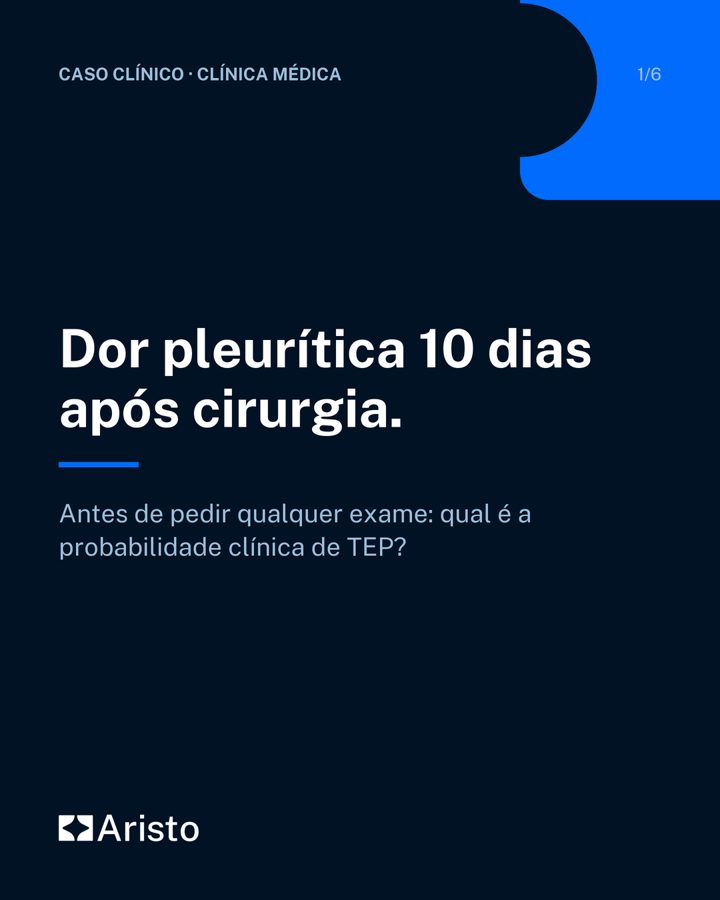 CASO CLÍNICO · CLÍNICA MÉDICA
1/6
Dor pleurítica 10 dias
após cirurgia.
Antes de pedir qualquer exame: qual é a
probabilidade clínica de TEP?
Aristo